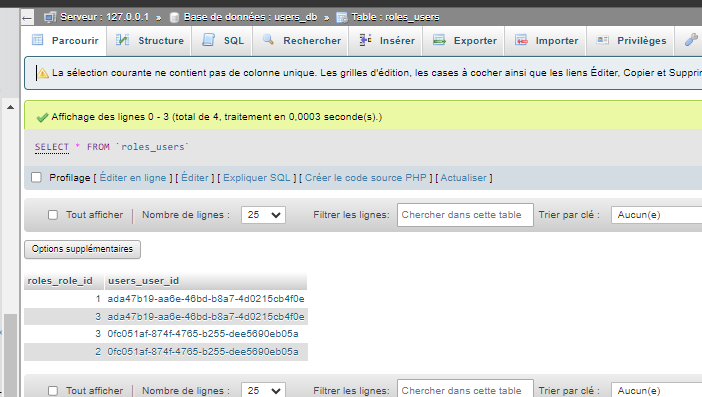 Serveur : 127.0.0.1 » Base de données : users_db » Table : roles_users
Parcourir Structure SQL Rechercher Insérer Exporter Importer Privilèges
La sélection courante ne contient pas de colonne unique. Les grilles d'édition, les cases à cocher ainsi que les liens Éditer, Copier et Supprim
Affichage des lignes 0 - 3 (total de 4, traitement en 0,0003 seconde(s).)
SELECT * FROM `roles_users`
Profilage [ Éditer en ligne ] [ Éditer ] [ Expliquer SQL ] [ Créer le code source PHP ] [ Actualiser ]
Tout afficher Nombre de lignes : 25 Filtrer les lignes: Chercher dans cette table Trier par clé : Aucun(e)
Options supplémentaires
roles_role_id users_user_id
1 ada47b19-aa6e-46bd-b8a7-4d0215cb4f0e
3 ada47b19-aa6e-46bd-b8a7-4d0215cb4f0e
3 0fc051af-874f-4765-b255-dee5690eb05a
2 0fc051af-874f-4765-b255-dee5690eb05a
Tout afficher Nombre de lignes : 25 Filtrer les lignes: Chercher dans cette table Trier par clé : Aucun(e)